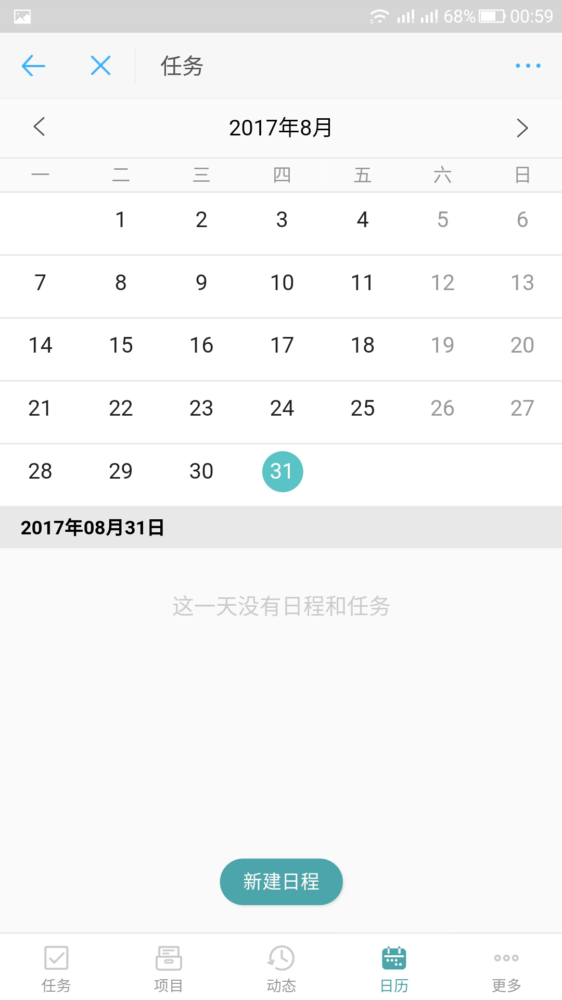 68% 00:59
任务
2017年8月
一 二 三 四 五 六 日
1 2 3 4 5 6
7 8 9 10 11 12 13
14 15 16 17 18 19 20
21 22 23 24 25 26 27
28 29 30 31
2017年08月31日
这一天没有日程和任务
新建日程
任务 项目 动态 日历 更多